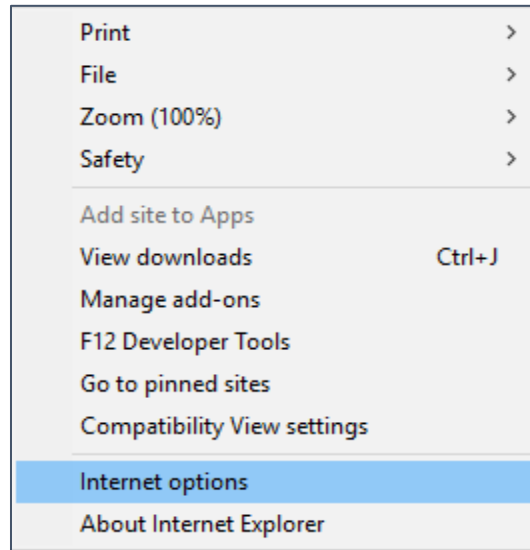 Print
File
Zoom (100%)
Safety
Add site to Apps
View downloads Ctrl+J
Manage add-ons
F12 Developer Tools
Go to pinned sites
Compatibility View settings
Internet options
About Internet Explorer